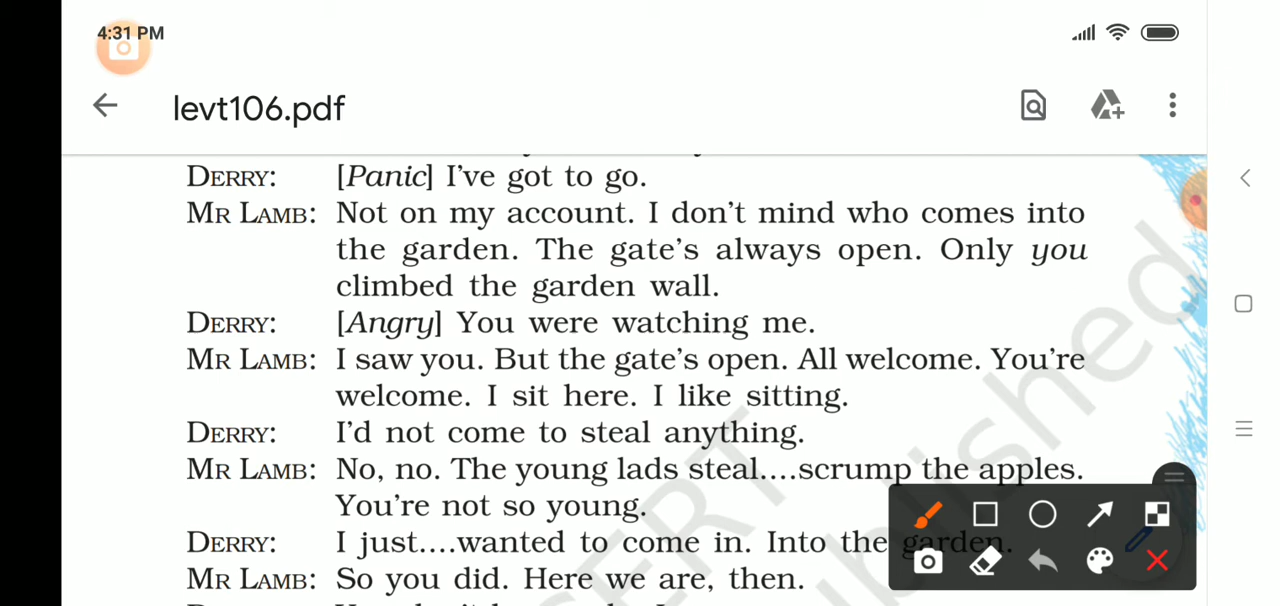 4:31 PM
levt106.pdf
DERRY: [Panic] I've got to go.
MR LAMB: Not on my account. I don't mind who comes into
the garden. The gate's always open. Only you
climbed the garden wall.
DERRY: [Angry] You were watching me.
MR LAMB: I saw you. But the gate's open. All welcome. You're
welcome. I sit here. I like sitting.
DERRY: I'd not come to steal anything.
MR LAMB: No, no. The young lads steal....scrump the apples.
You're not so young.
DERRY: I just....wanted to come in. Into the garden.
MR LAMB: So you did. Here we are, then.